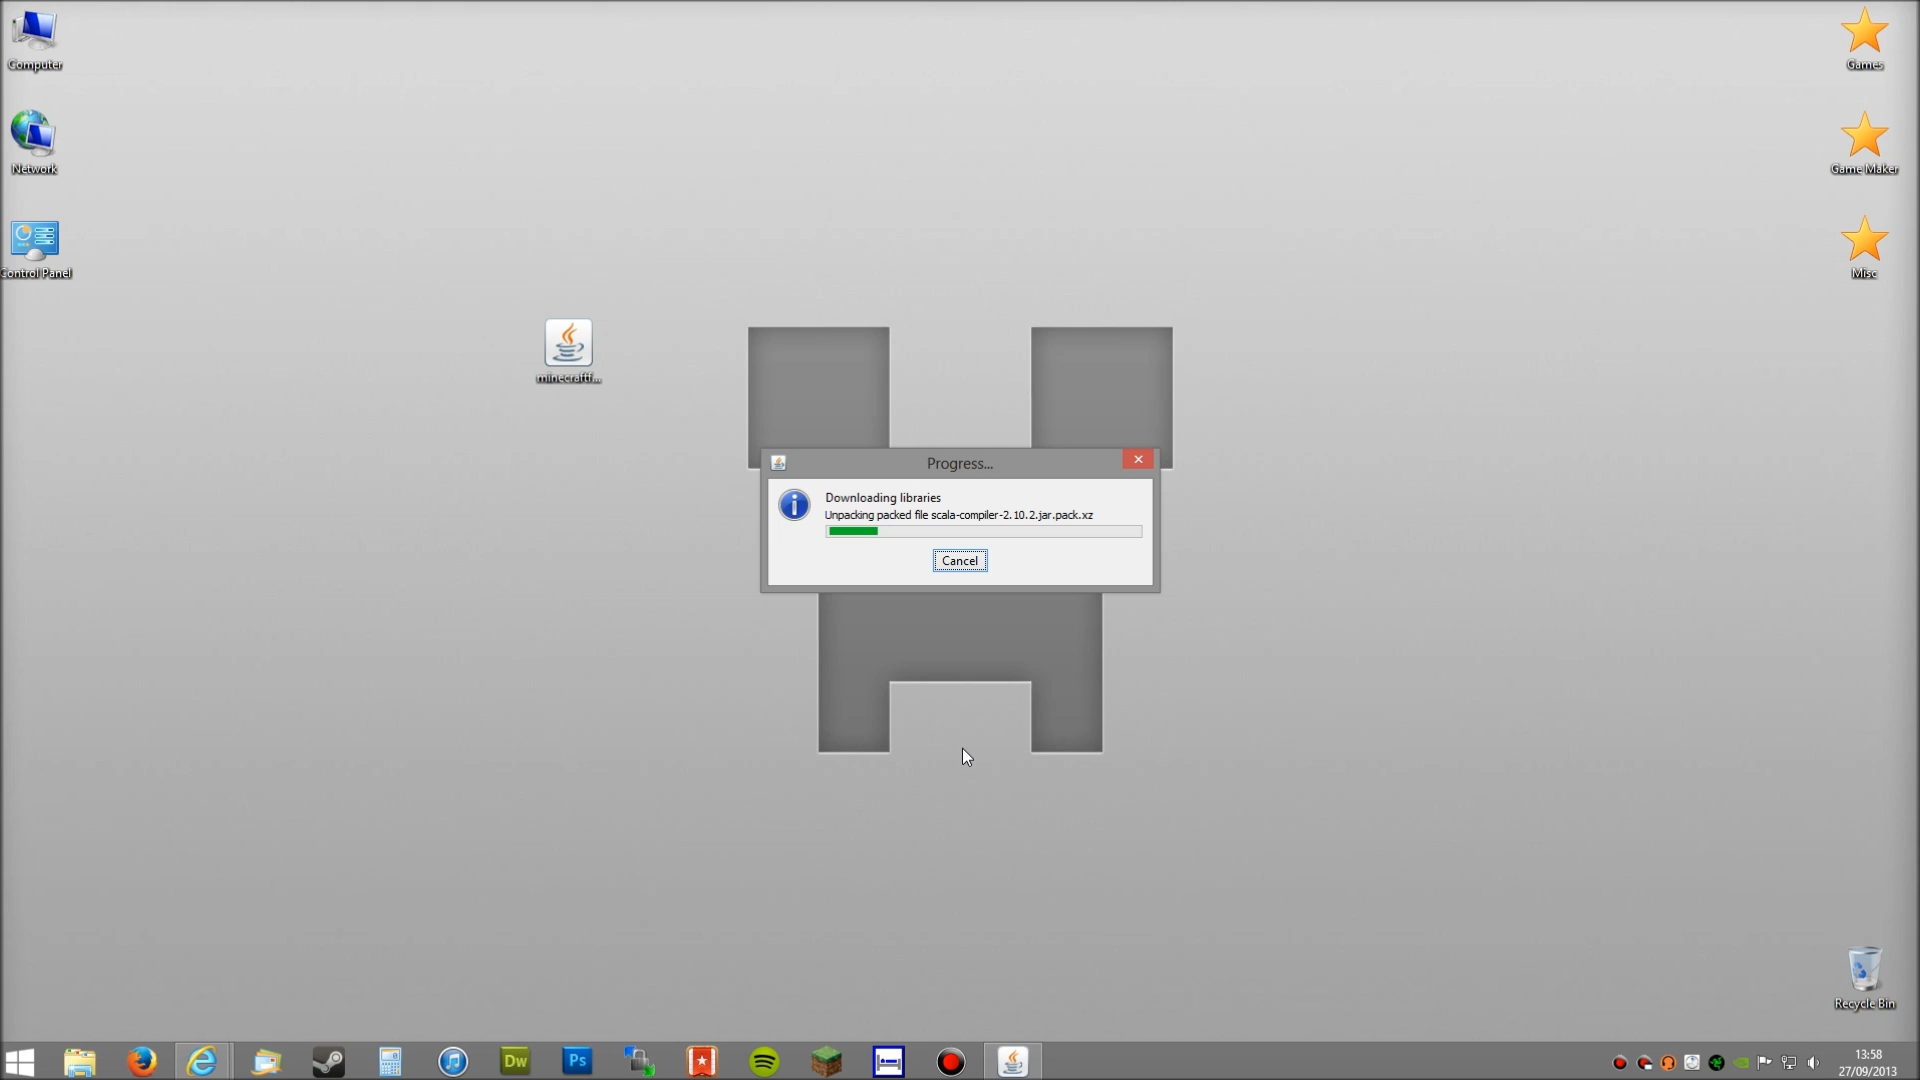 Computer
Games
Network
Game Maker
Control Panel
Misc
minecraftf...
Progress...
Downloading libraries
Unpacking packed file scala-compiler-2.10.2.jar.pack.xz
Cancel
Recycle Bin
Dw
Ps
13:58
27/09/2013